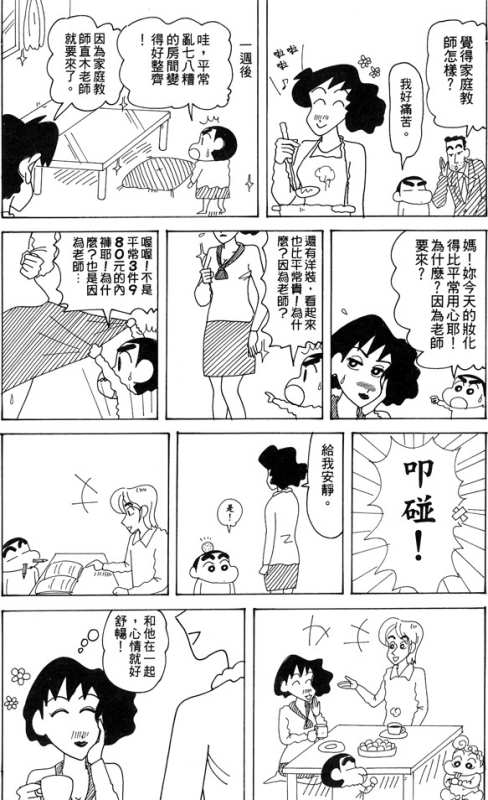 覺得家庭教
師怎樣?
我好痛苦。
啦
啦
啦
一週後
哇,平常
亂七八糟
的房間變
得好整齊
!
因為家庭教
師直木老師
就要來了。
媽!妳今天的妝化
得比平常用心耶!
為什麼?因為老師
要來?
還有洋裝,看起來
也比平常貴!為什
麼?因為老師?
喔喔!不是
平常3件9
80元的內
褲耶!為什
麼?也是因
為老師…
叩碰!
給我安靜。
是!
和他在一起
,心情就好
舒暢!